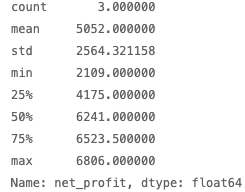 count       3.000000
mean     5052.000000
std      2564.321158
min      2109.000000
25%      4175.000000
50%      6241.000000
75%      6523.500000
max      6806.000000
Name: net_profit, dtype: float64